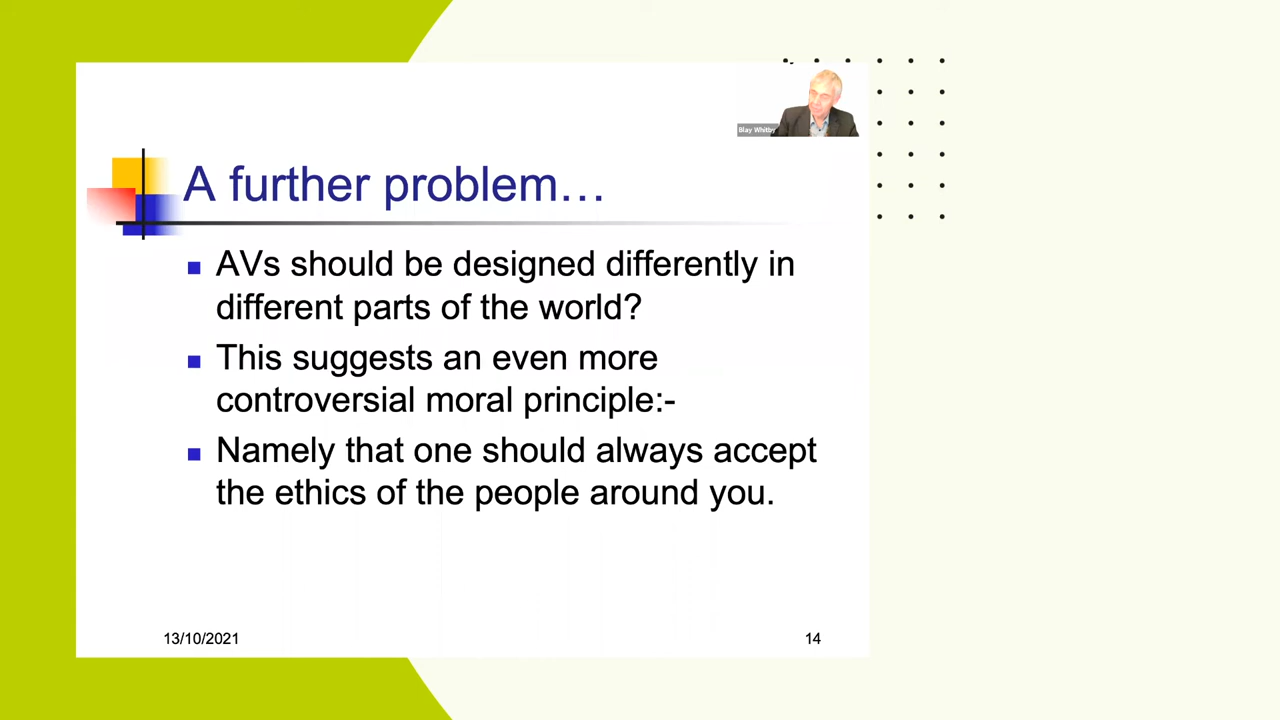 Blay Whitby
A further problem…
AVs should be designed differently in
different parts of the world?
This suggests an even more
controversial moral principle:-
Namely that one should always accept
the ethics of the people around you.
13/10/2021
14